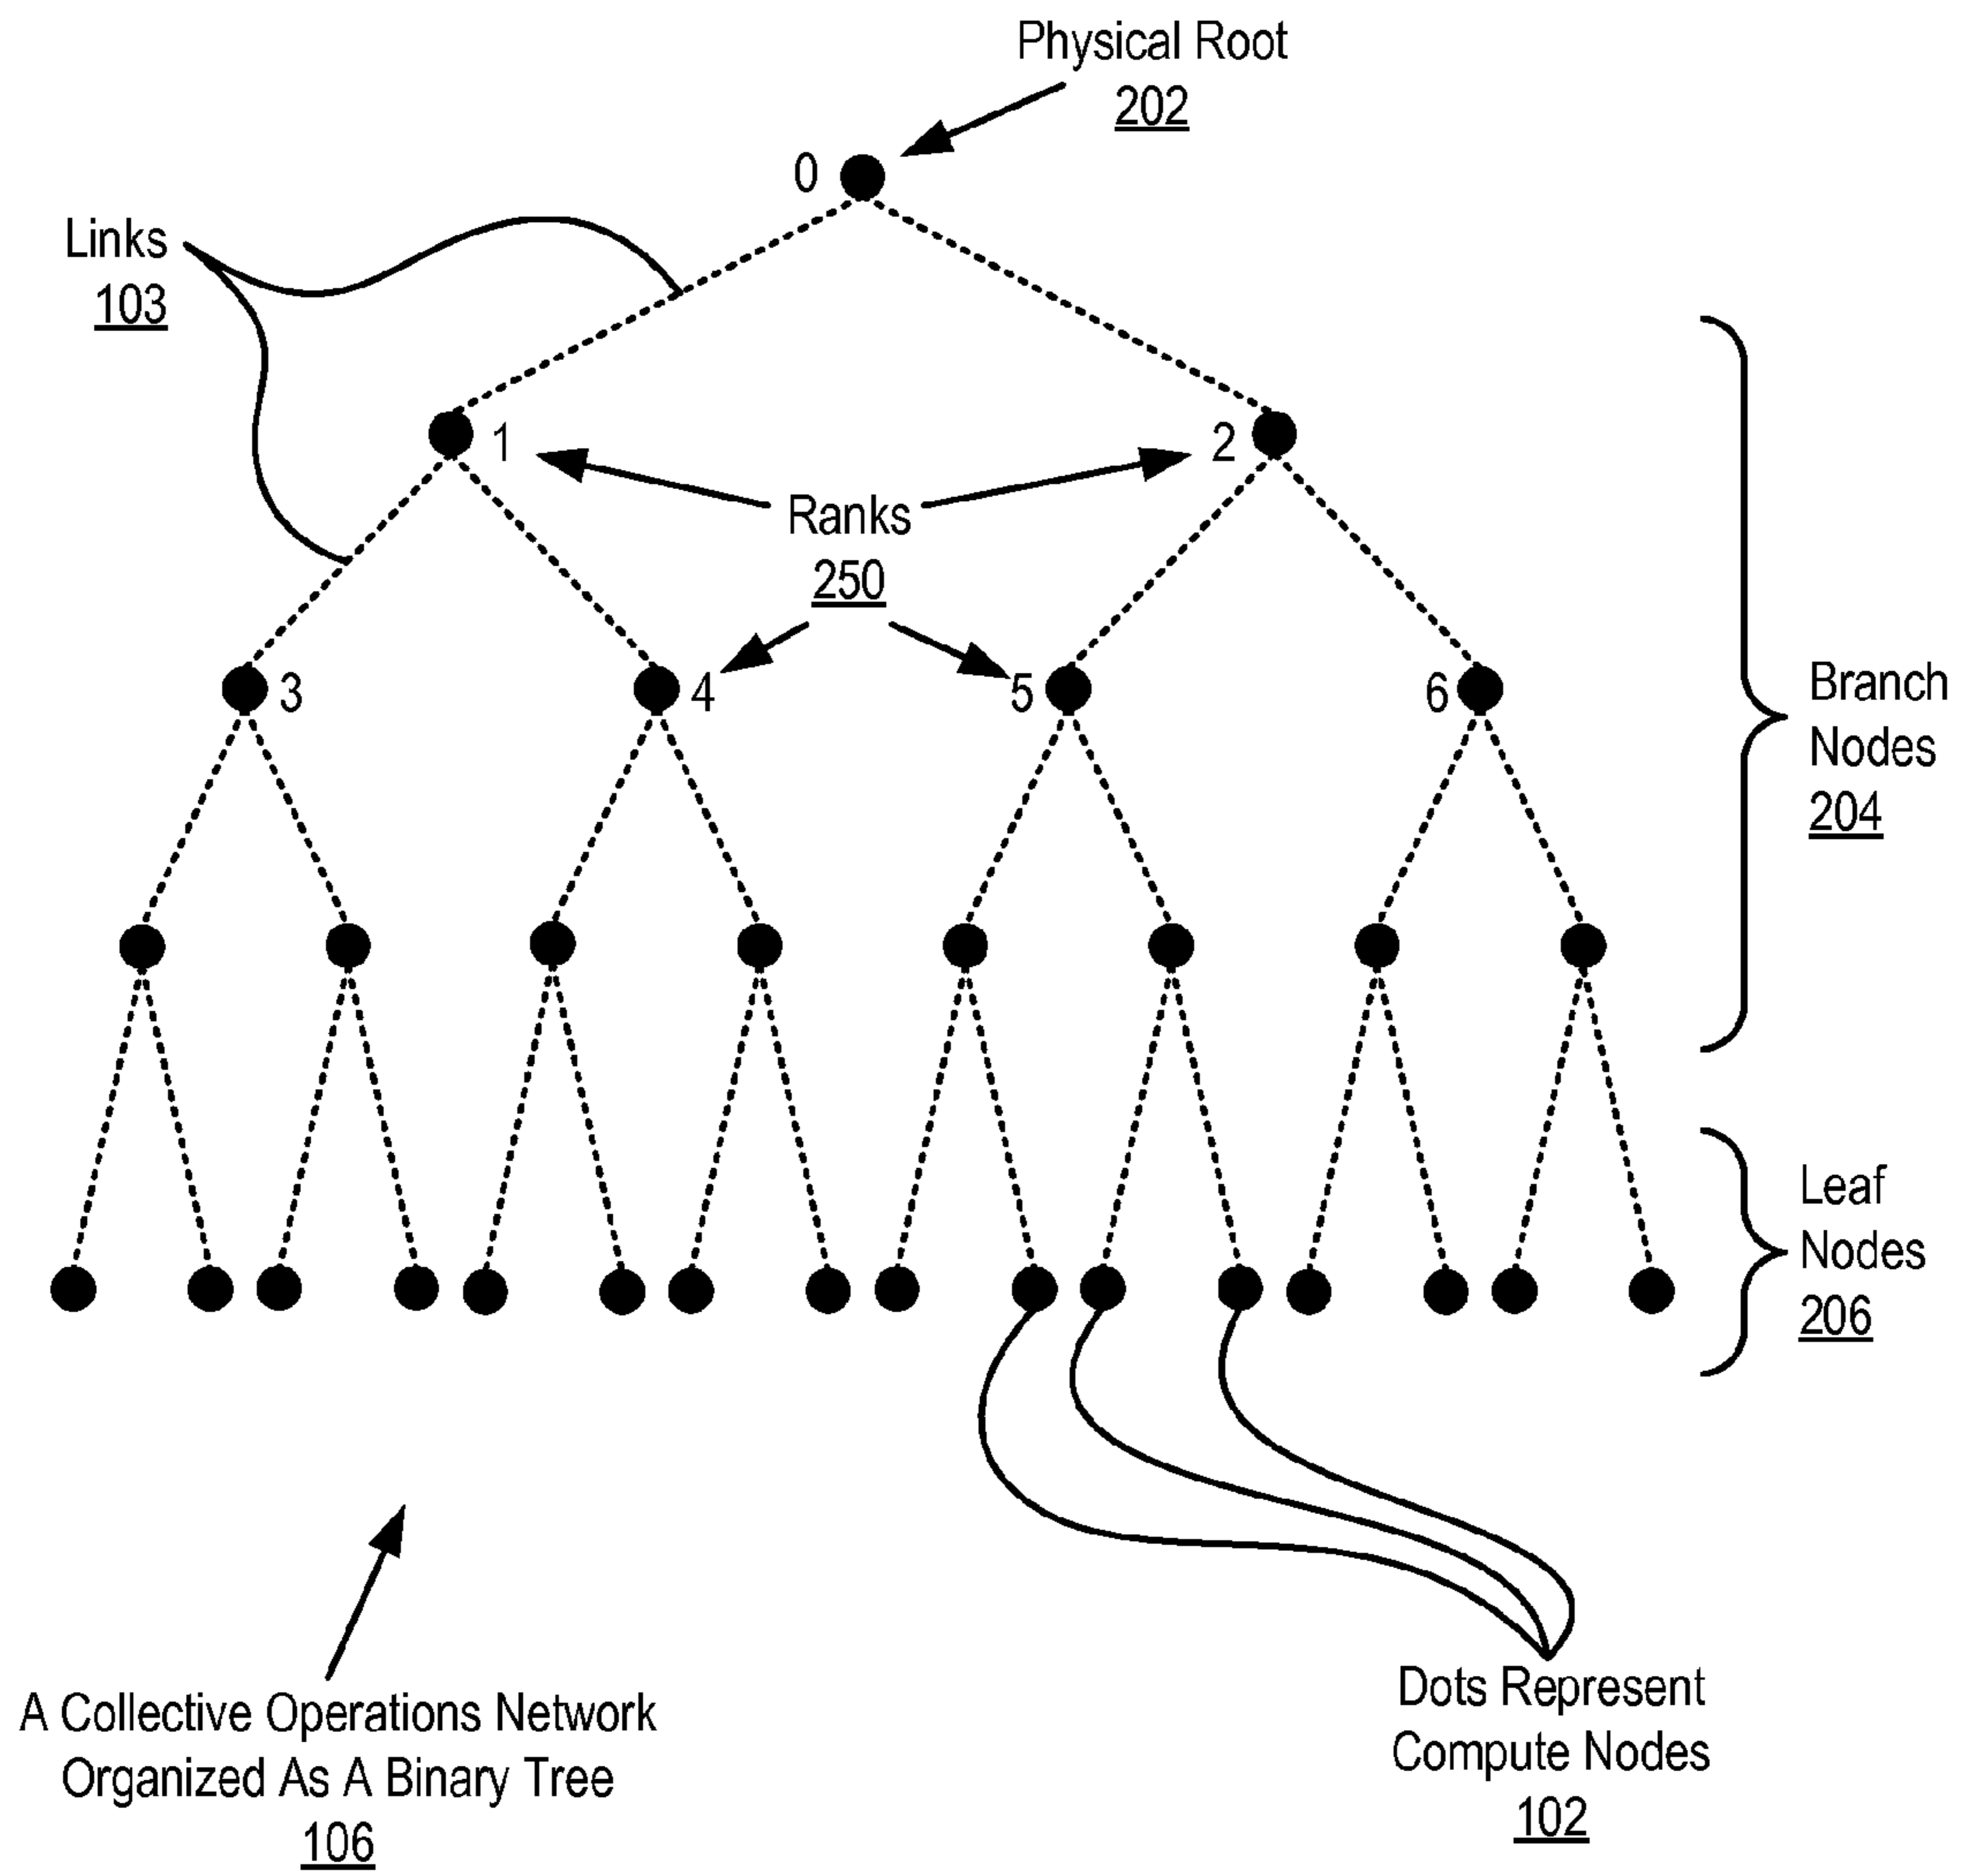 Physical Root
202
0
Links
103
1
2
Ranks
250
3
4
5
6
Branch
Nodes
204
Leaf
Nodes
206
A Collective Operations Network
Organized As A Binary Tree
106
Dots Represent
Compute Nodes
102